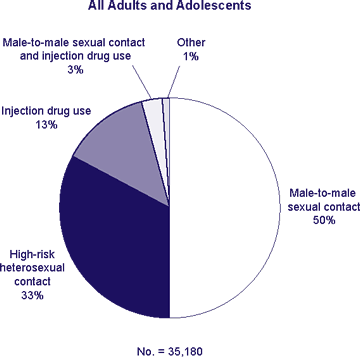 All Adults and Adolescents
Male-to-male sexual contact
and injection drug use
3%
Other
1%
Injection drug use
13%
Male-to-male
sexual contact
50%
High-risk
heterosexual
contact
33%
No. = 35,180